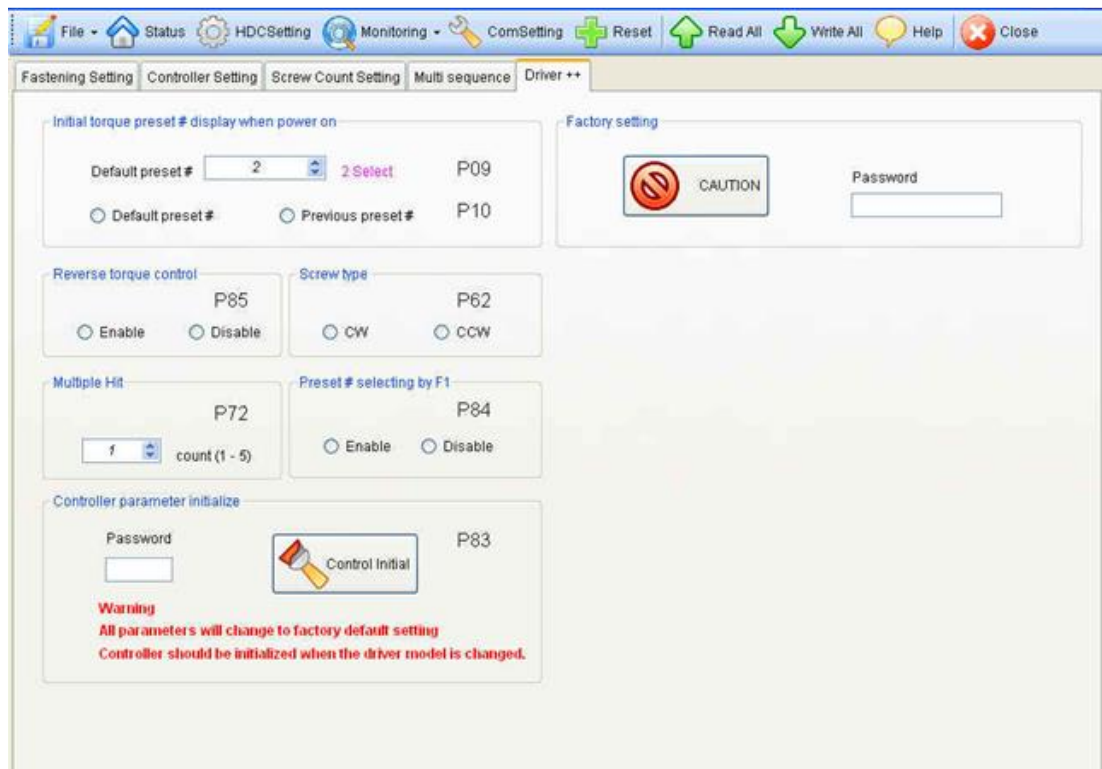 File Status HDCSetting Monitoring ComSetting Reset Read All Write All Help Close
Fastening Setting Controller Setting Screw Count Setting Multi sequence Driver ++
Initial torque preset # display when power on
Default preset # 2 2 Select P09
Default preset # Previous preset # P10
Factory setting
CAUTION
Password
Reverse torque control
P85
Enable Disable
Screw type
P62
CW CCW
Multiple Hit
P72
1 count (1 - 5)
Preset # selecting by F1
P84
Enable Disable
Controller parameter initialize
Password
Control Initial
P83
Warning
All parameters will change to factory default setting
Controller should be initialized when the driver model is changed.